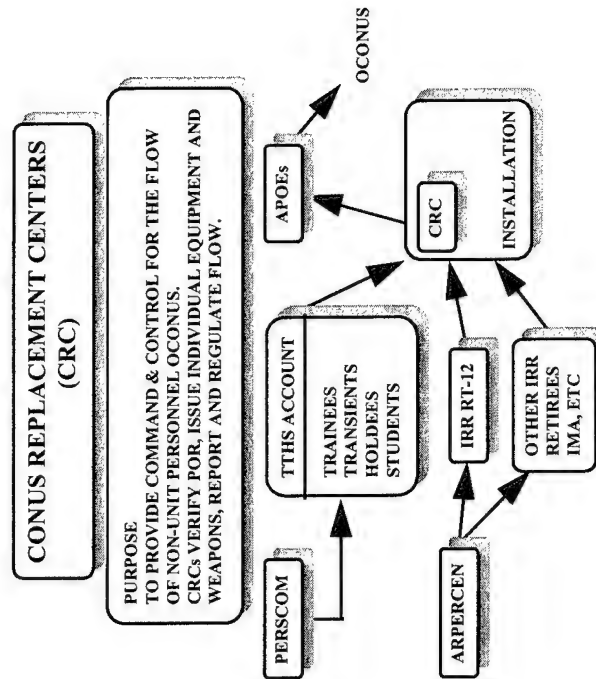 CONUS REPLACEMENT CENTERS
(CRC)
PURPOSE
TO PROVIDE COMMAND & CONTROL FOR THE FLOW
OF NON-UNIT PERSONNEL OCONUS.
CRCs VERIFY POR, ISSUE INDIVIDUAL EQUIPMENT AND
WEAPONS, REPORT AND REGULATE FLOW.
PERSCOM
TTHS ACCOUNT
TRAINEES
TRANSIENTS
HOLDEES
STUDENTS
APOEs
OCONUS
CRC
INSTALLATION
ARPERCEN
IRR RT-12
OTHER IRR
RETIREES
IMA, ETC